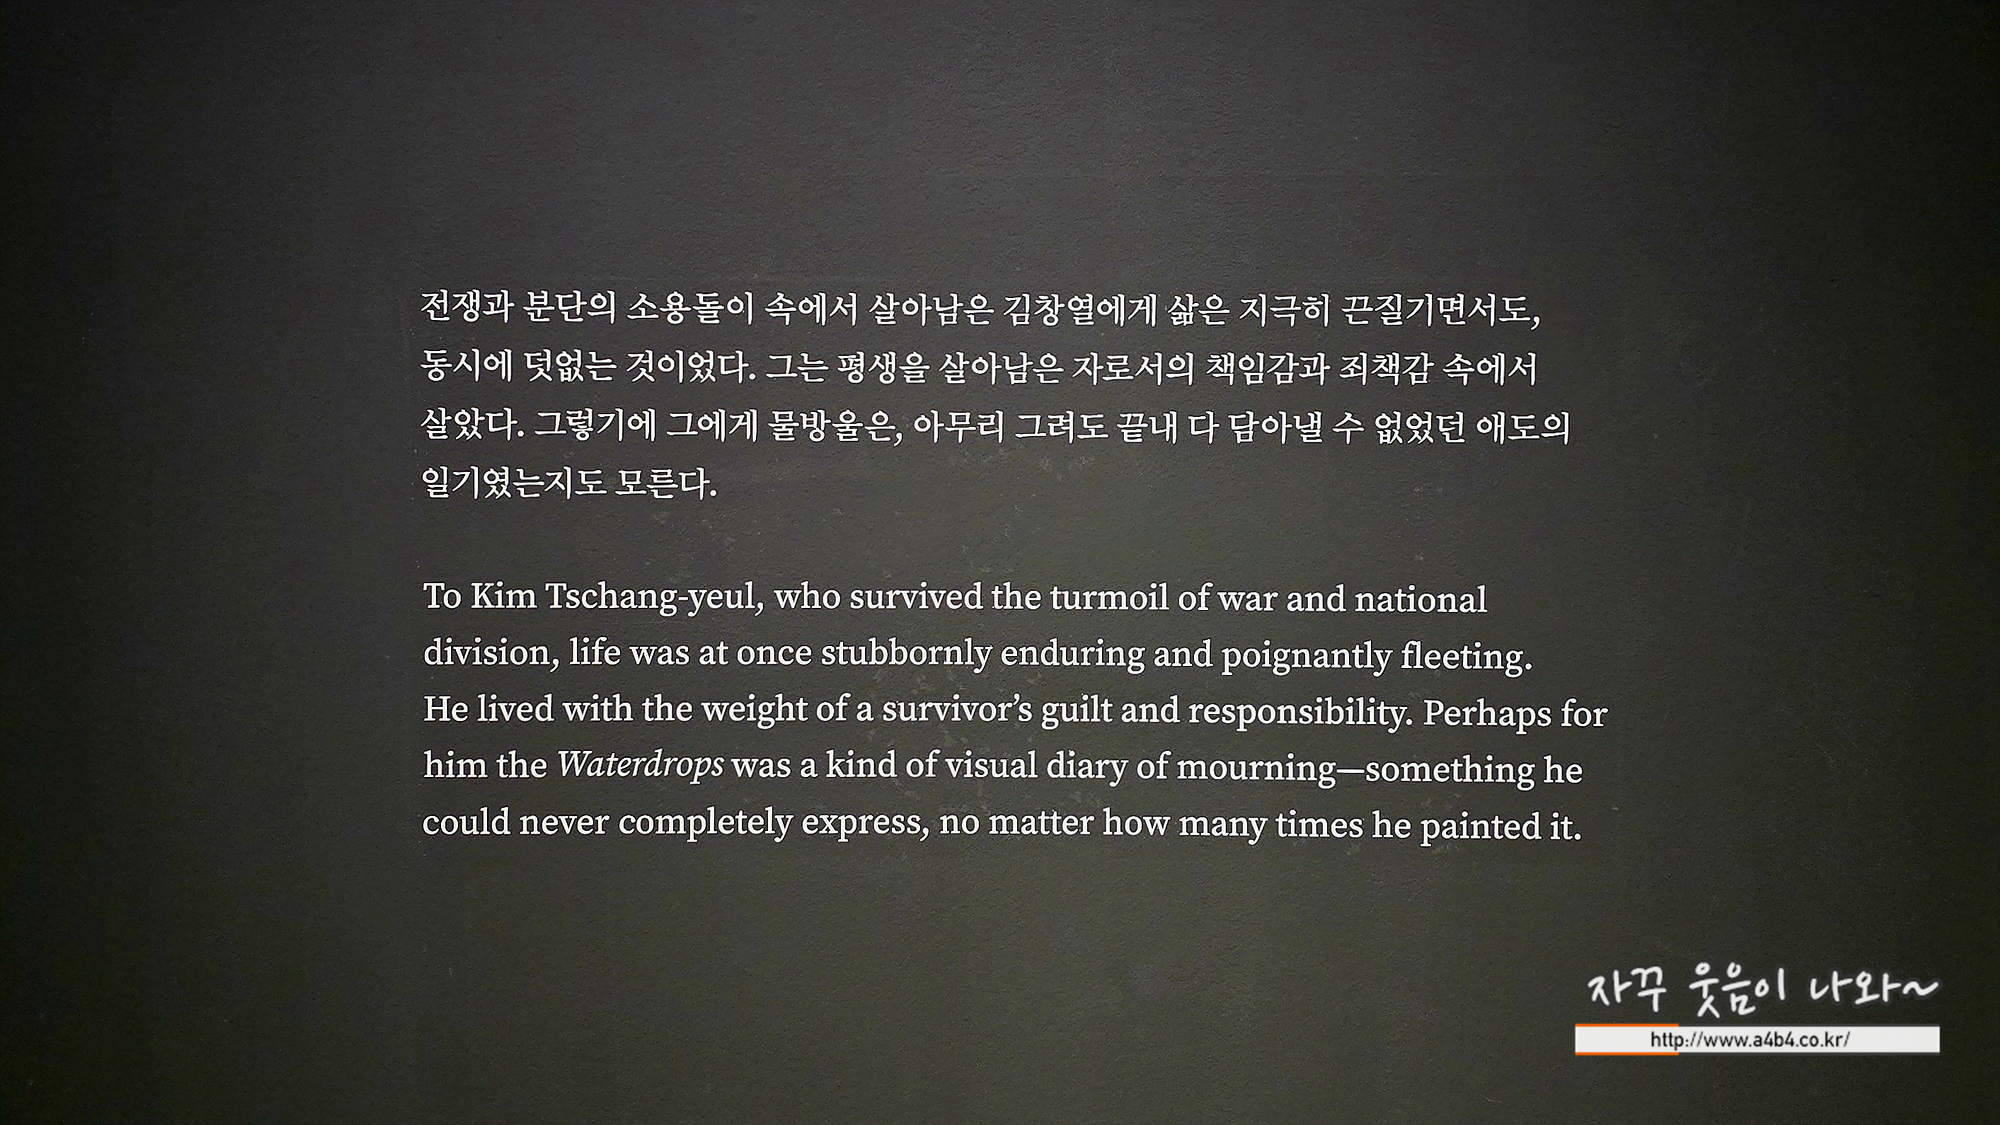 전쟁과 분단의 소용돌이 속에서 살아남은 김창열에게 삶은 지극히 끈질기면서도,
동시에 덧없는 것이었다. 그는 평생을 살아남은 자로서의 책임감과 죄책감 속에서
살았다. 그렇기에 그에게 물방울은, 아무리 그려도 끝내 다 담아낼 수 없었던 애도의
일기였는지도 모른다.
To Kim Tschang-yeul, who survived the turmoil of war and national
division, life was at once stubbornly enduring and poignantly fleeting.
He lived with the weight of a survivor’s guilt and responsibility. Perhaps for
him the Waterdrops was a kind of visual diary of mourning—something he
could never completely express, no matter how many times he painted it.
자꾸 웃음이 나와~
http://www.a4b4.co.kr/